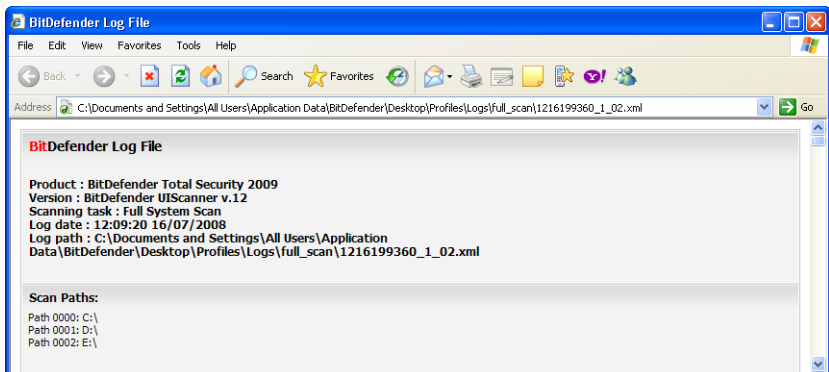 BitDefender Log File
File Edit View Favorites Tools Help
Back Search Favorites
Address C:\Documents and Settings\All Users\Application Data\BitDefender\Desktop\Profiles\Logs\full_scan\1216199360_1_02.xml Go
BitDefender Log File
Product : BitDefender Total Security 2009
Version : BitDefender UIScanner v.12
Scanning task : Full System Scan
Log date : 12:09:20 16/07/2008
Log path : C:\Documents and Settings\All Users\Application
Data\BitDefender\Desktop\Profiles\Logs\full_scan\1216199360_1_02.xml
Scan Paths:
Path 0000: C:\
Path 0001: D:\
Path 0002: E:\